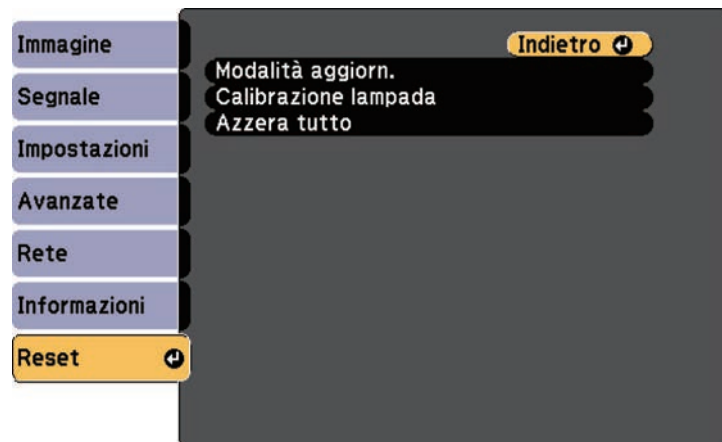 Immagine
Segnale
Impostazioni
Avanzate
Rete
Informazioni
Reset
Indietro
Modalità aggiorn.
Calibrazione lampada
Azzera tutto